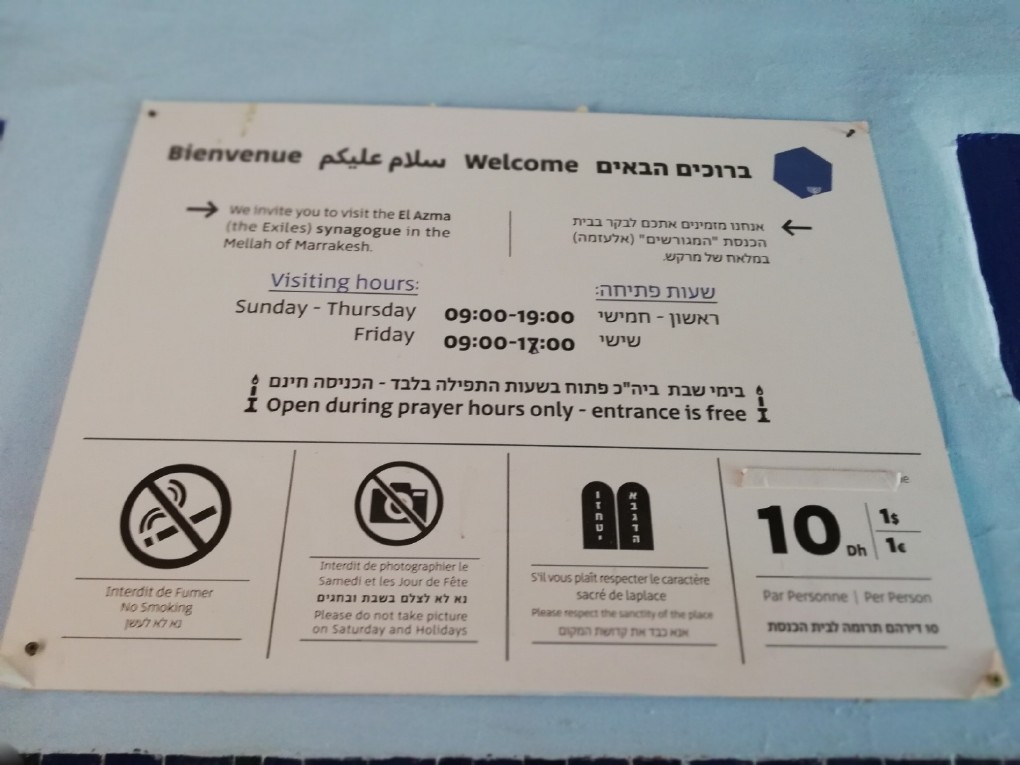 Bienvenue سلام عليكم Welcome ברוכים הבאים
We invite you to visit the El Azma
(the Exiles) synagogue in the
Mellah of Marrakesh.
אנחנו מזמינים אתכם לבקר בבית
הכנסת "המגורשים" (אלעזמה)
במלאח של מרקש.
Visiting hours: שעות פתיחה:
Sunday - Thursday 09:00-19:00 ראשון - חמישי
Friday 09:00-17:00 שישי
בימי שבת ביה"כ פתוח בשעות התפילה בלבד - הכניסה חינם
Open during prayer hours only - entrance is free
Interdit de Fumer
No Smoking
נא לא לעשן
Interdit de photographier le
Samedi et les Jour de Fête
נא לא לצלם בשבת ובחגים
Please do not take picture
on Saturday and Holidays
א ו
ב ז
ג ח
ד ט
ה י
S'il vous plaît respecter le caractère
sacré de laplace
Please respect the sanctity of the place
אנא כבד את קדושת המקום
10 Dh 1$
1€
Par Personne | Per Person
10 דירהם תרומה לבית הכנסת